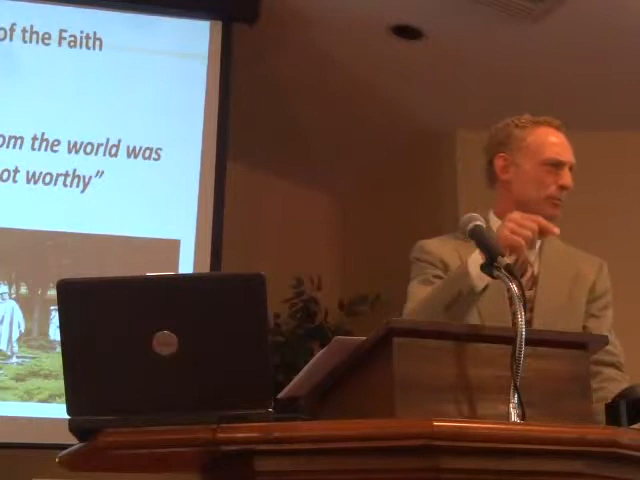 of the Faith
om the world was
ot worthy”